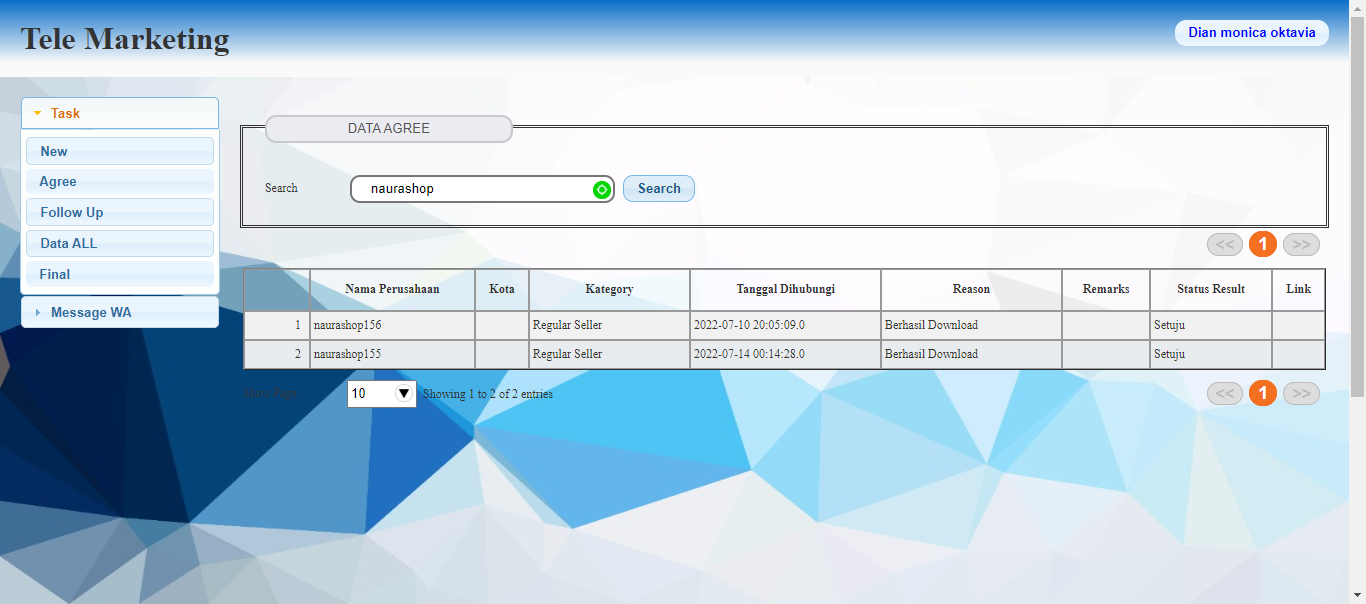 Tele Marketing
Dian monica oktavia
Task
New
Agree
Follow Up
Data ALL
Final
Message WA
DATA AGREE
Search naurashop Search
<< 1 >>
Nama Perusahaan Kota Kategory Tanggal Dihubungi Reason Remarks Status Result Link
1 naurashop156 Regular Seller 2022-07-10 20:05:09.0 Berhasil Download Setuju
2 naurashop155 Regular Seller 2022-07-14 00:14:28.0 Berhasil Download Setuju
Show Page 10 Showing 1 to 2 of 2 entries
<< 1 >>